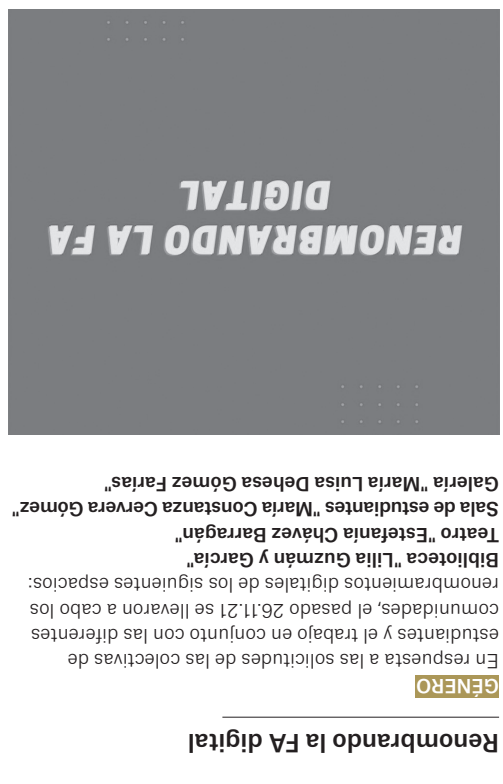 Renombrando la FA digital
GÉNERO
En respuesta a las solicitudes de las colectivas de
estudiantes y el trabajo en conjunto con las diferentes
comunidades, el pasado 26.11.21 se llevaron a cabo los
renombramientos digitales de los siguientes espacios:
Biblioteca "Lilia Guzmán y García"
Teatro "Estefanía Chávez Barragán"
Sala de estudiantes "María Constanza Cervera Gómez"
Galería "María Luisa Dehesa Gómez Farías"
RENOMBRANDO LA FA
DIGITAL